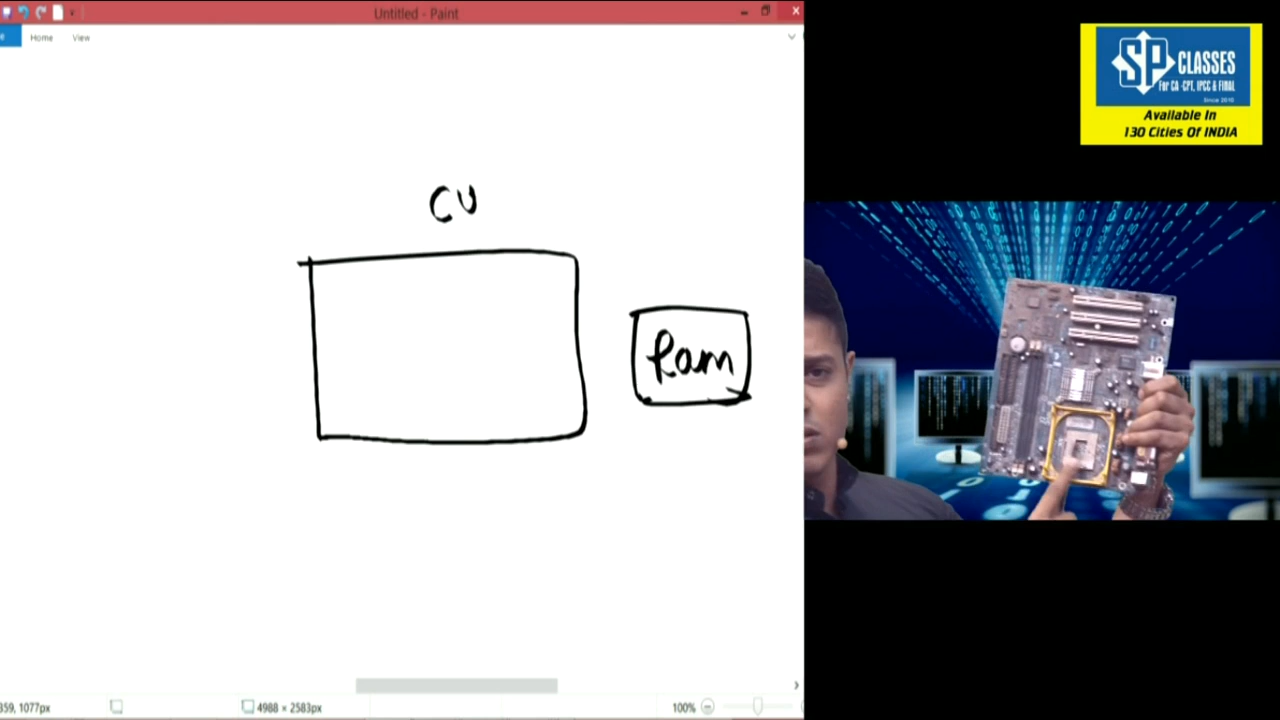 Untitled - Paint
Home
View
CU
Ram
1077px
4988 × 2583px
100%
SP CLASSES
For CA -CPT, IPCC & FINAL
Since 2010
Available In
130 Cities Of INDIA